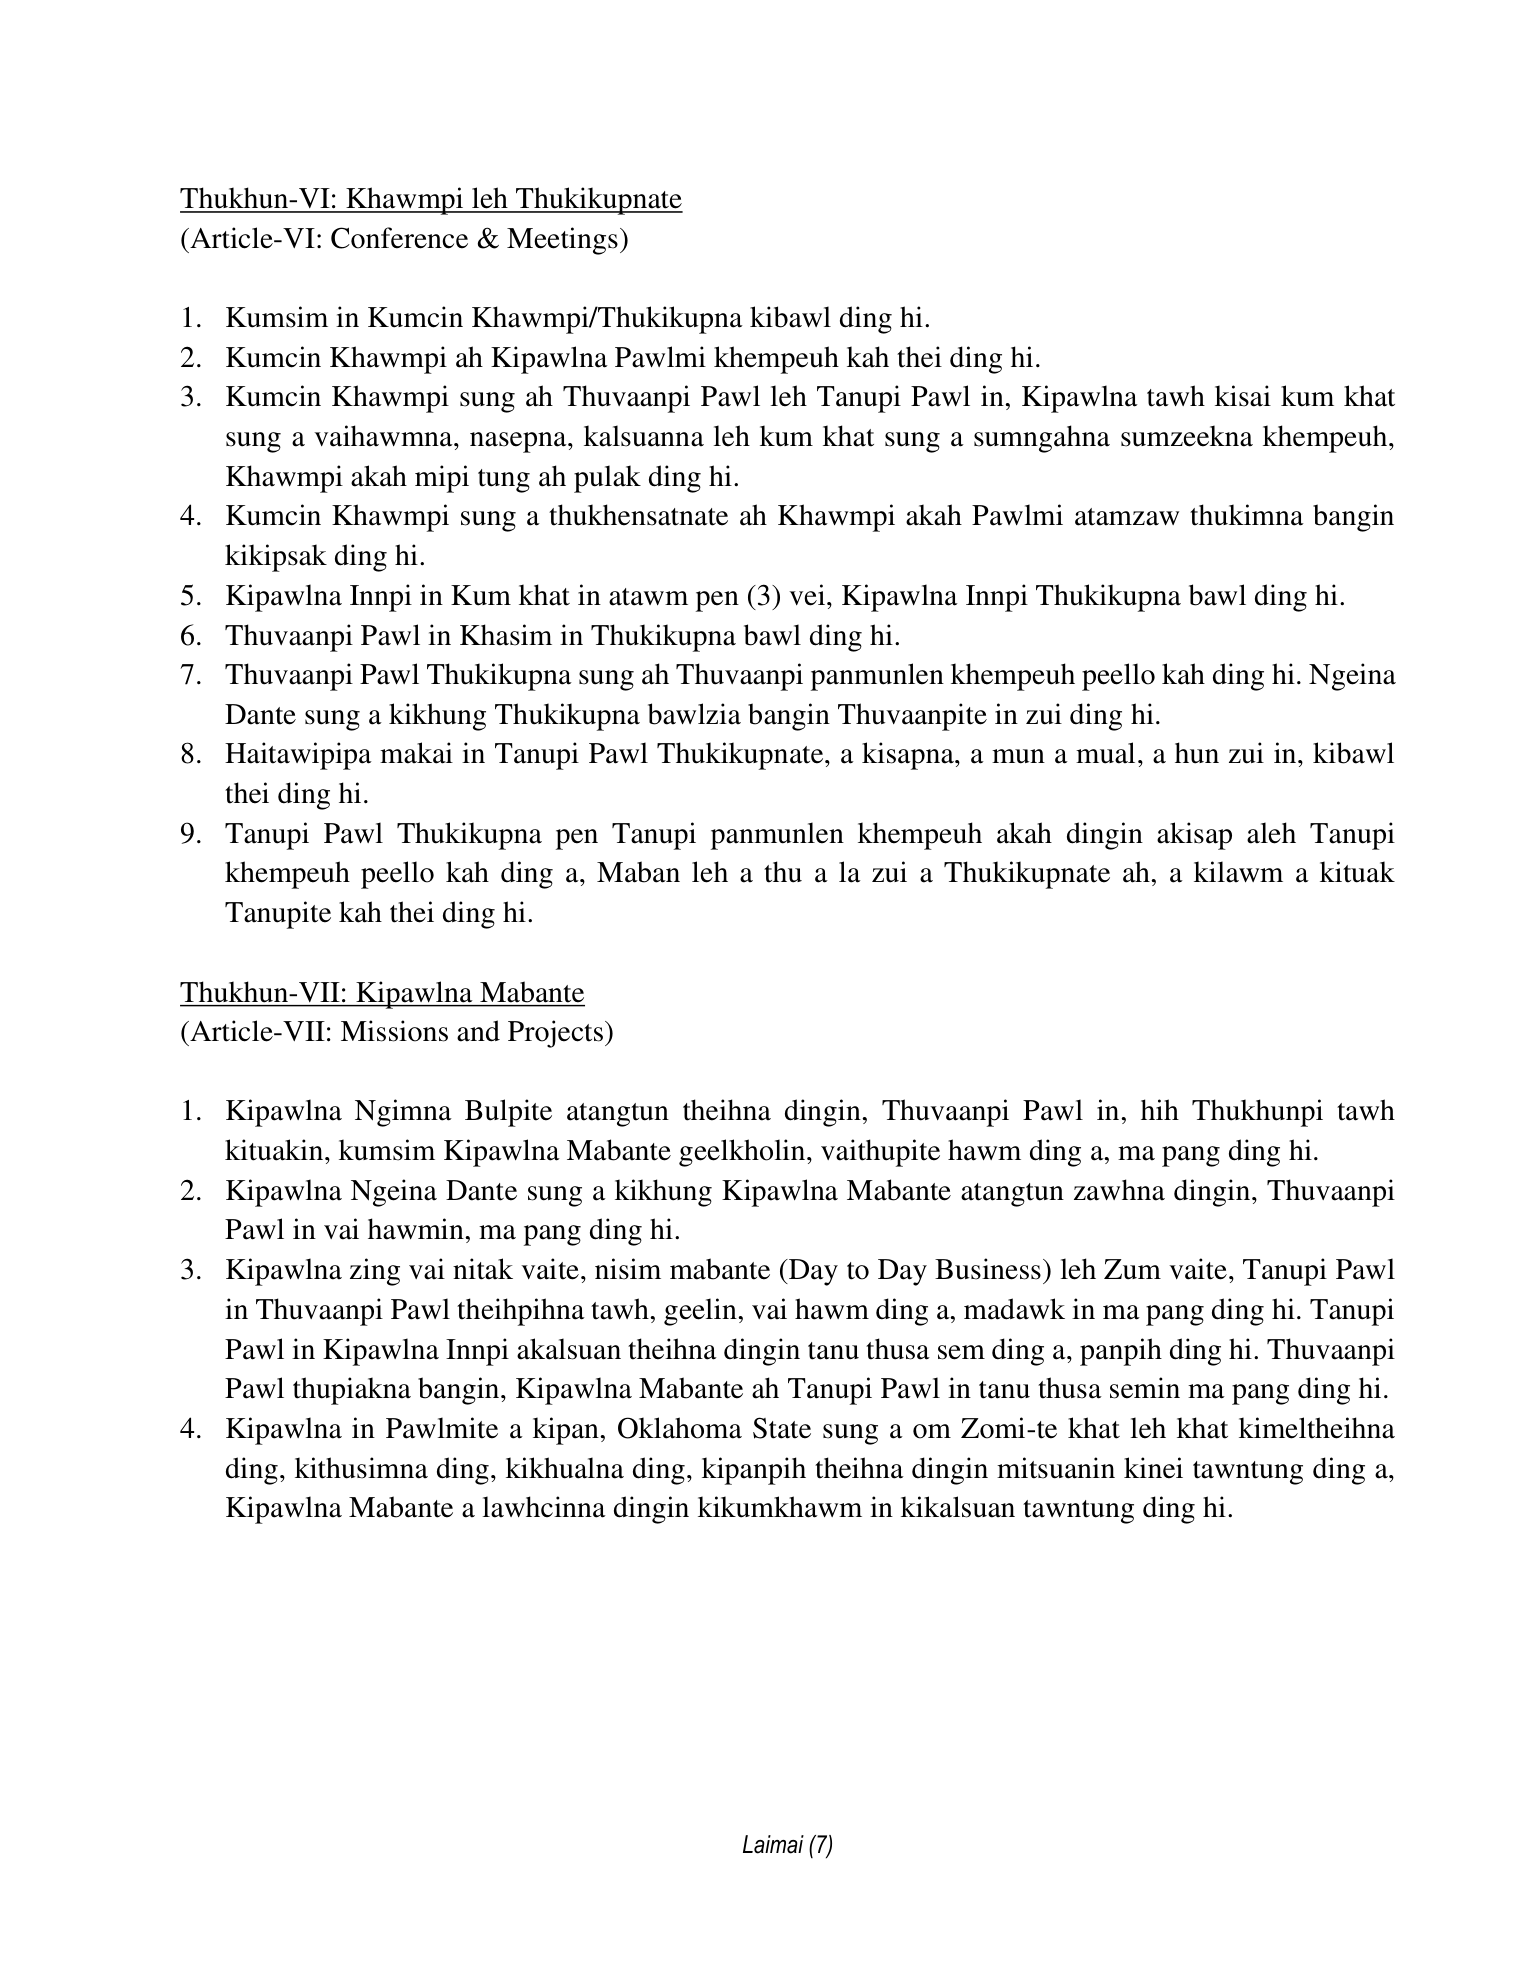 Thukhun-VI: Khawmpi leh Thukikupnate
(Article-VI: Conference & Meetings)
1. Kumsim in Kumcin Khawmpi/Thukikupna kibawl ding hi.
2. Kumcin Khawmpi ah Kipawlna Pawlmi khempeuh kah thei ding hi.
3. Kumcin Khawmpi sung ah Thuvaanpi Pawl leh Tanupi Pawl in, Kipawlna tawh kisai kum khat
sung a vaihawmna, nasepna, kalsuanna leh kum khat sung a sumngahna sumzeekna khempeuh,
Khawmpi akah mipi tung ah pulak ding hi.
4. Kumcin Khawmpi sung a thukhensatnate ah Khawmpi akah Pawlmi atamzaw thukimna bangin
kikipsak ding hi.
5. Kipawlna Innpi in Kum khat in atawm pen (3) vei, Kipawlna Innpi Thukikupna bawl ding hi.
6. Thuvaanpi Pawl in Khasim in Thukikupna bawl ding hi.
7. Thuvaanpi Pawl Thukikupna sung ah Thuvaanpi panmunlen khempeuh peello kah ding hi. Ngeina
Dante sung a kikhung Thukikupna bawlzia bangin Thuvaanpite in zui ding hi.
8. Haitawipipa makai in Tanupi Pawl Thukikupnate, a kisapna, a mun a mual, a hun zui in, kibawl
thei ding hi.
9. Tanupi Pawl Thukikupna pen Tanupi panmunlen khempeuh akah dingin akisap aleh Tanupi
khempeuh peello kah ding a, Maban leh a thu a la zui a Thukikupnate ah, a kilawm a kituak
Tanupite kah thei ding hi.
Thukhun-VII: Kipawlna Mabante
(Article-VII: Missions and Projects)
1. Kipawlna Ngimna Bulpite atangtun theihna dingin, Thuvaanpi Pawl in, hih Thukhunpi tawh
kituakin, kumsim Kipawlna Mabante geelkholin, vaithupite hawm ding a, ma pang ding hi.
2. Kipawlna Ngeina Dante sung a kikhung Kipawlna Mabante atangtun zawhna dingin, Thuvaanpi
Pawl in vai hawmin, ma pang ding hi.
3. Kipawlna zing vai nitak vaite, nisim mabante (Day to Day Business) leh Zum vaite, Tanupi Pawl
in Thuvaanpi Pawl theihpihna tawh, geelin, vai hawm ding a, madawk in ma pang ding hi. Tanupi
Pawl in Kipawlna Innpi akalsuan theihna dingin tanu thusa sem ding a, panpih ding hi. Thuvaanpi
Pawl thupiakna bangin, Kipawlna Mabante ah Tanupi Pawl in tanu thusa semin ma pang ding hi.
4. Kipawlna in Pawlmite a kipan, Oklahoma State sung a om Zomi-te khat leh khat kimeltheihna
ding, kithusimna ding, kikhualna ding, kipanpih theihna dingin mitsuanin kinei tawntung ding a,
Kipawlna Mabante a lawhcinna dingin kikumkhawm in kikalsuan tawntung ding hi.
Laimai (7)